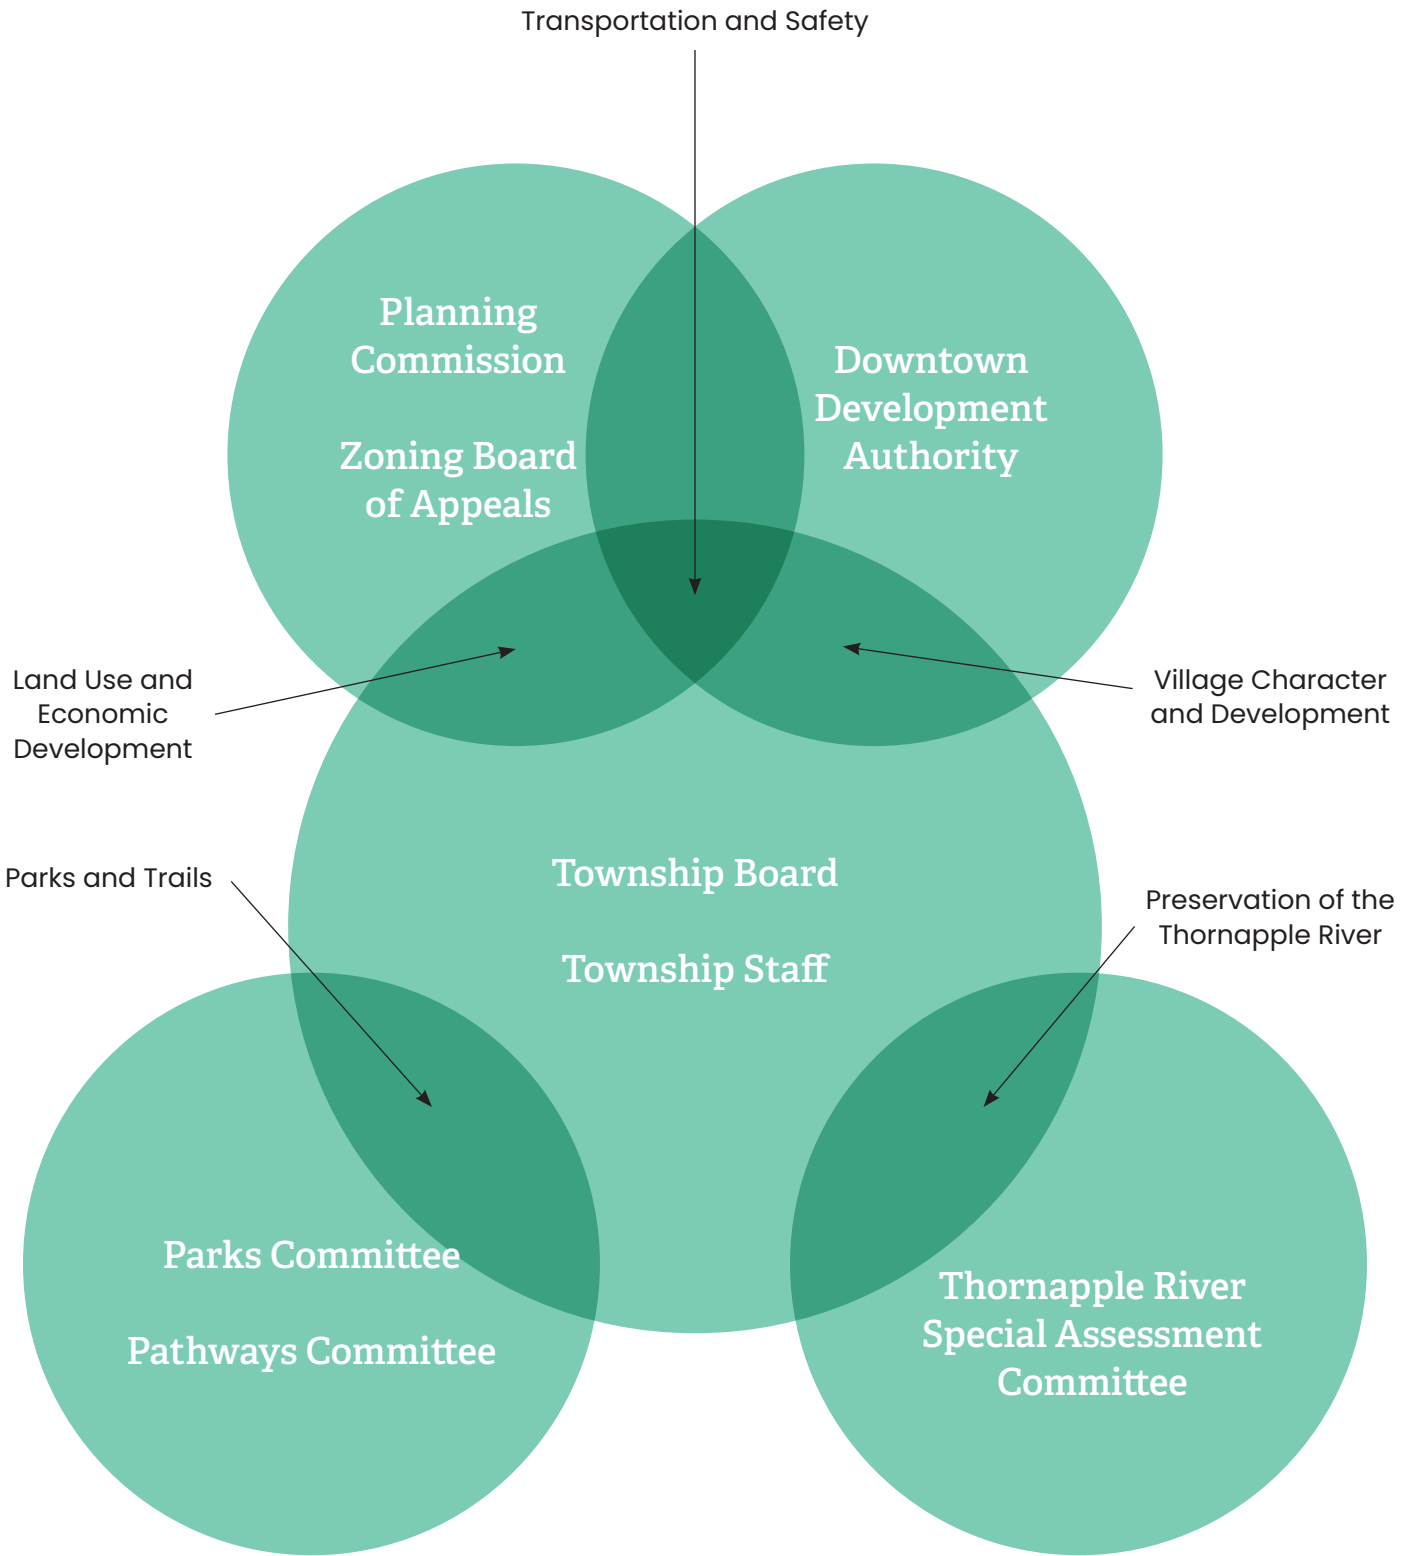 Transportation and Safety
Planning
Commission
Zoning Board
of Appeals
Downtown
Development
Authority
Land Use and
Economic
Development
Village Character
and Development
Township Board
Township Staff
Parks and Trails
Preservation of the
Thornapple River
Parks Committee
Pathways Committee
Thornapple River
Special Assessment
Committee